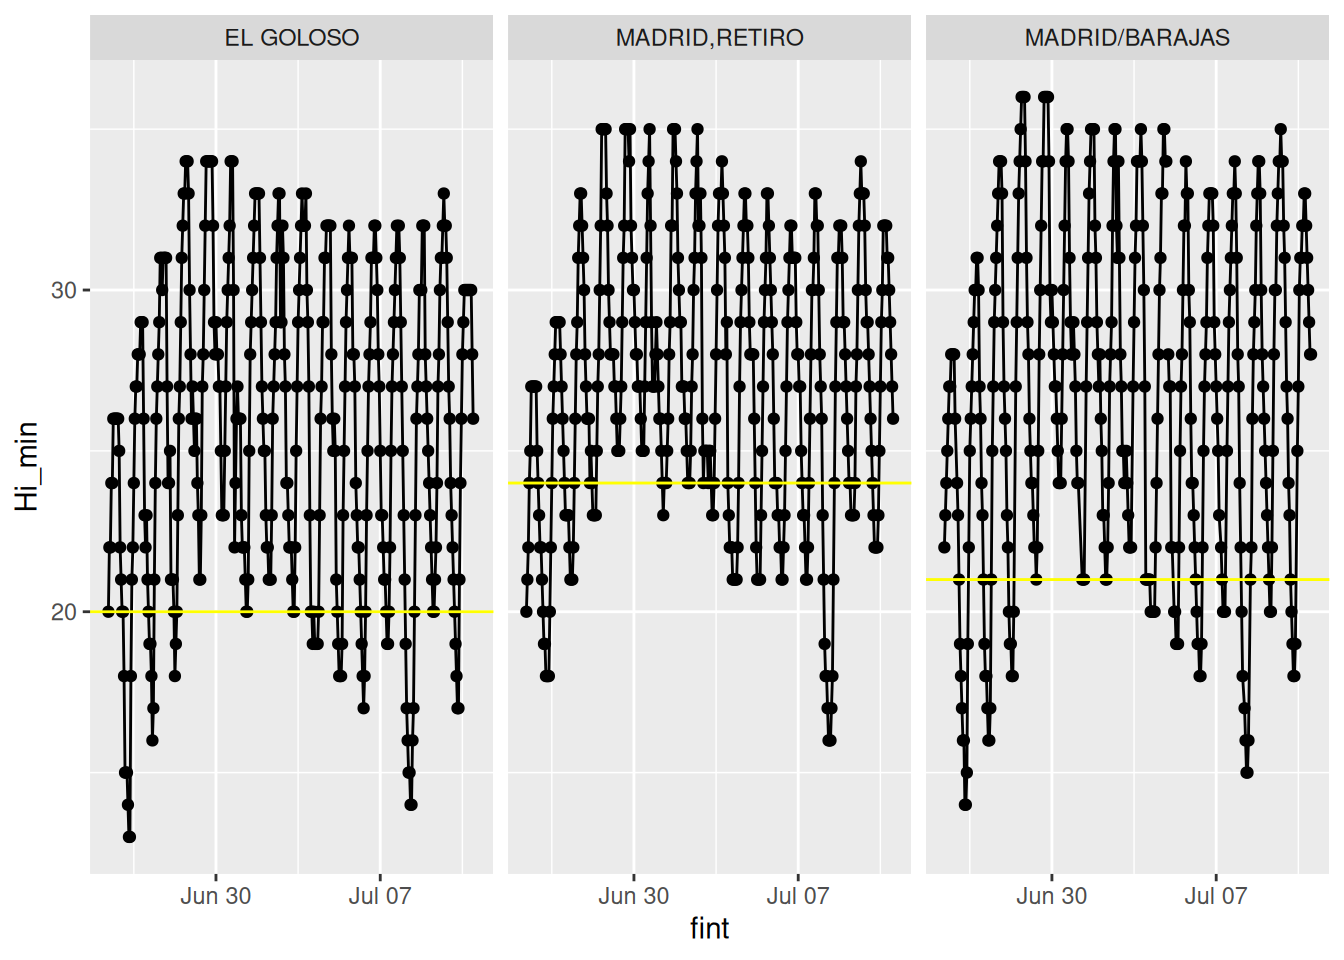 EL GOLOSO
MADRID,RETIRO
MADRID/BARAJAS
Hi_min
30
20
Jun 30
Jul 07
Jun 30
Jul 07
Jun 30
Jul 07
fint